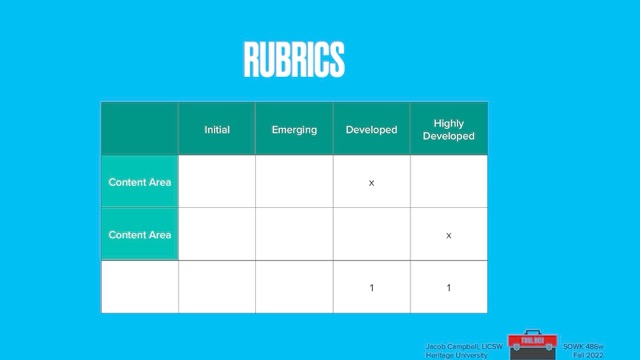 RUBRICS
Initial Emerging Developed Highly Developed
Content Area x
Content Area x
1 1
Jacob Campbell, LICSW TOOL BOX SOWK 486w
Heritage University Fall 2022